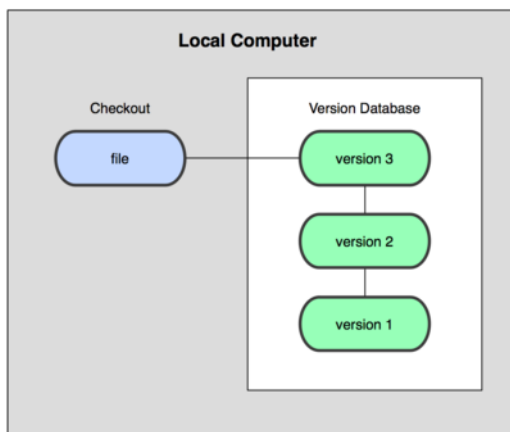 Local Computer
Checkout
Version Database
file
version 3
version 2
version 1